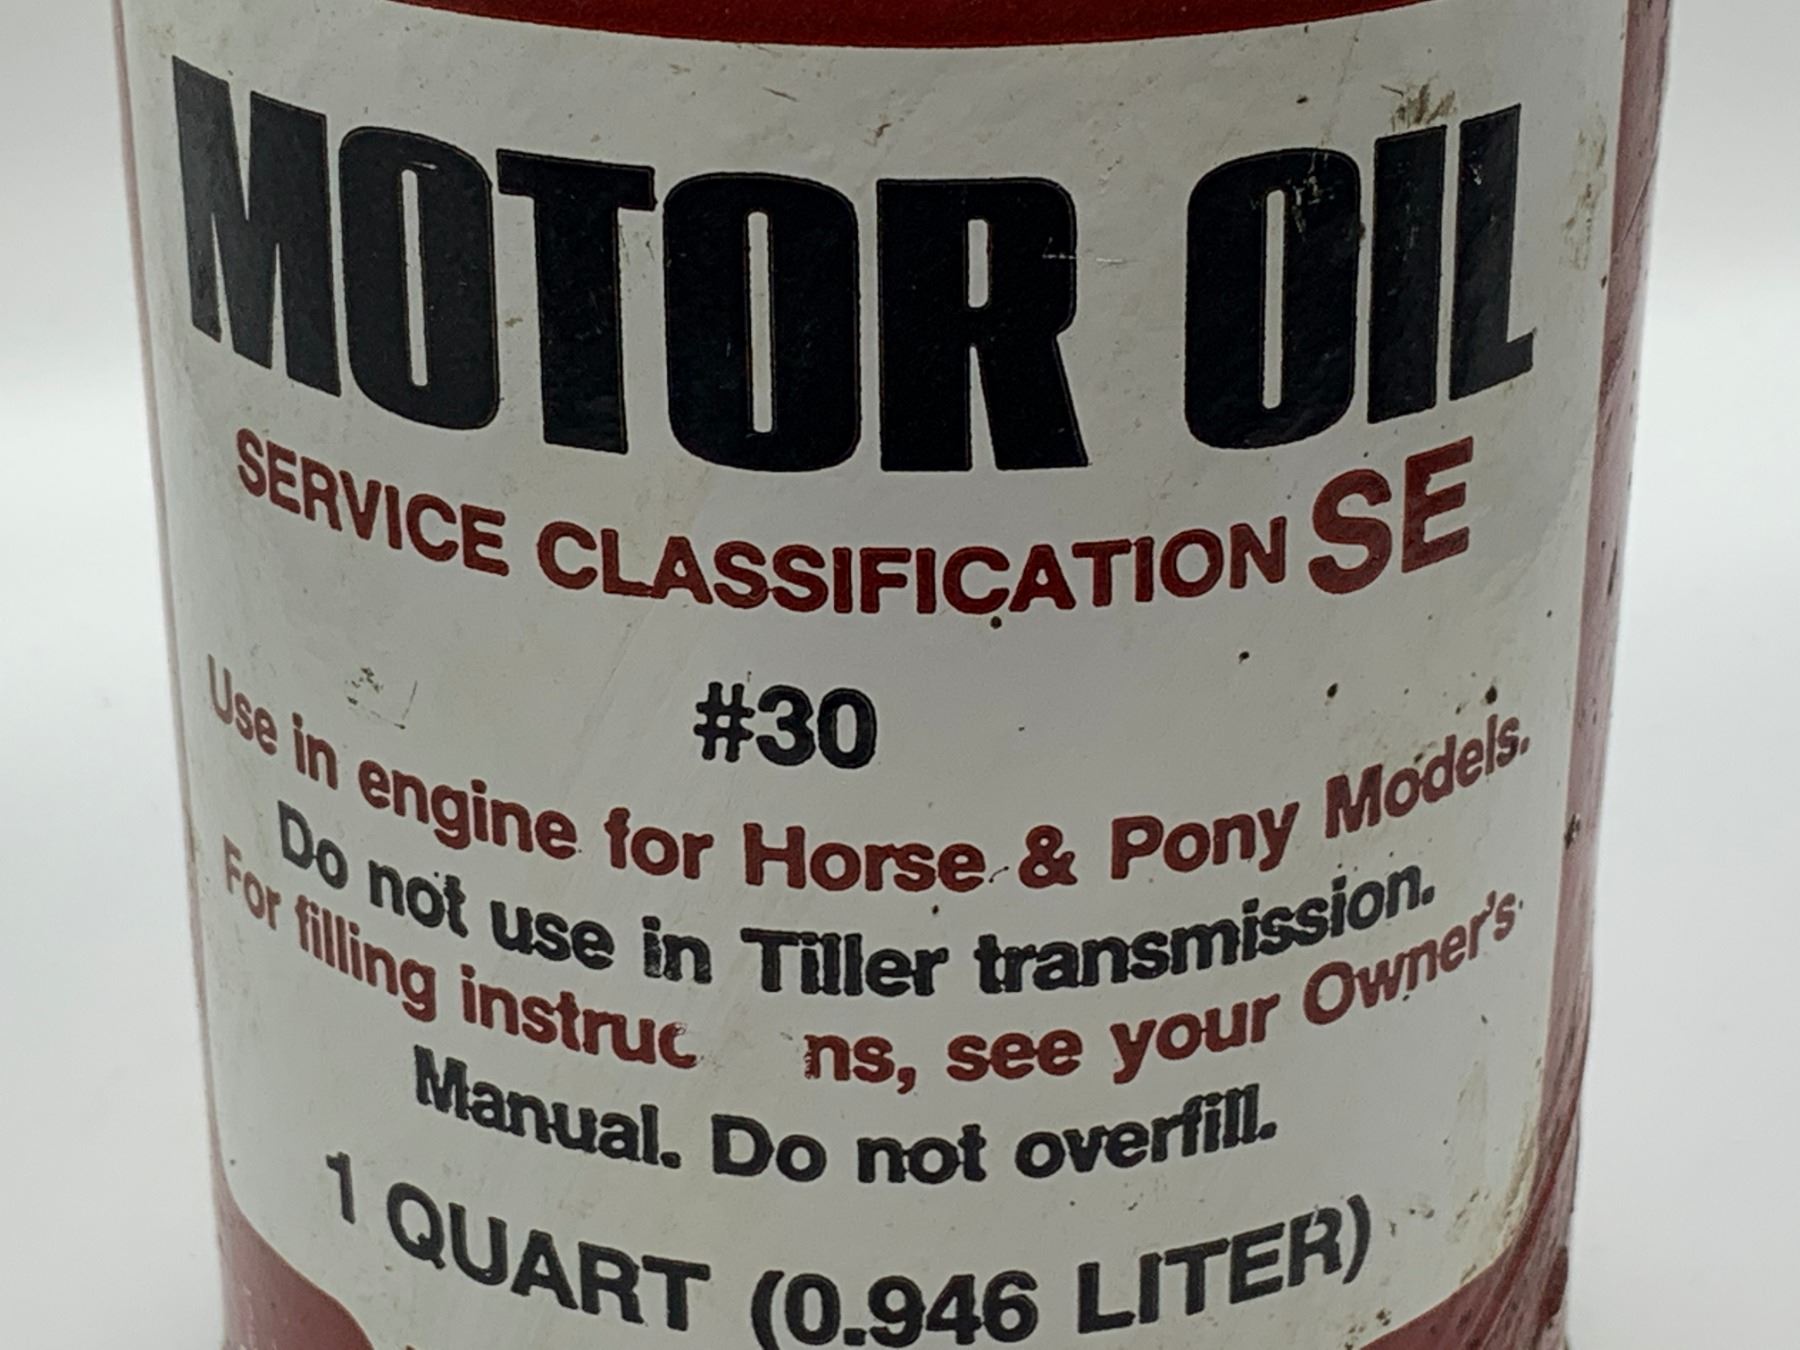 MOTOR OIL
SERVICE CLASSIFICATION SE
#30
Use in engine for Horse & Pony Models.
Do not use in Tiller transmission.
For filling instruc ns, see your Owner's
Manual. Do not overfill.
1 QUART (0.946 LITER)